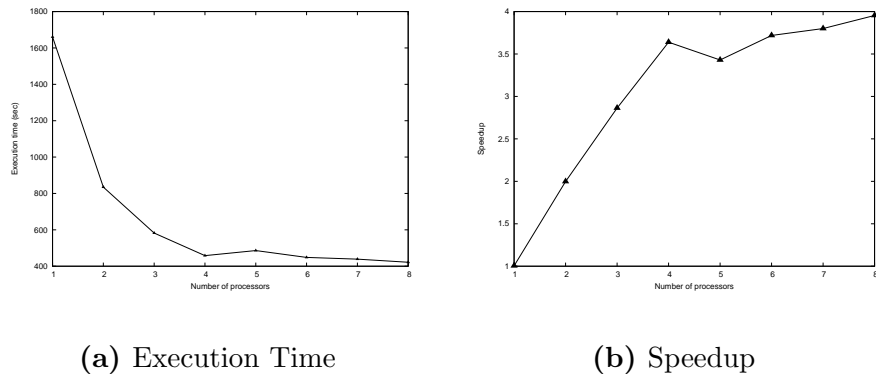 1800
1600
1400
1200
1000
800
600
400
Execution time (sec)
1 2 3 4 5 6 7 8
Number of processors
(a) Execution Time
4
3.5
3
2.5
2
1.5
1
Speedup
1 2 3 4 5 6 7 8
Number of processors
(b) Speedup